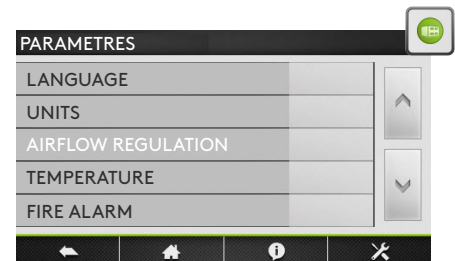 PARAMETRES
LANGUAGE
UNITS
AIRFLOW REGULATION
TEMPERATURE
FIRE ALARM